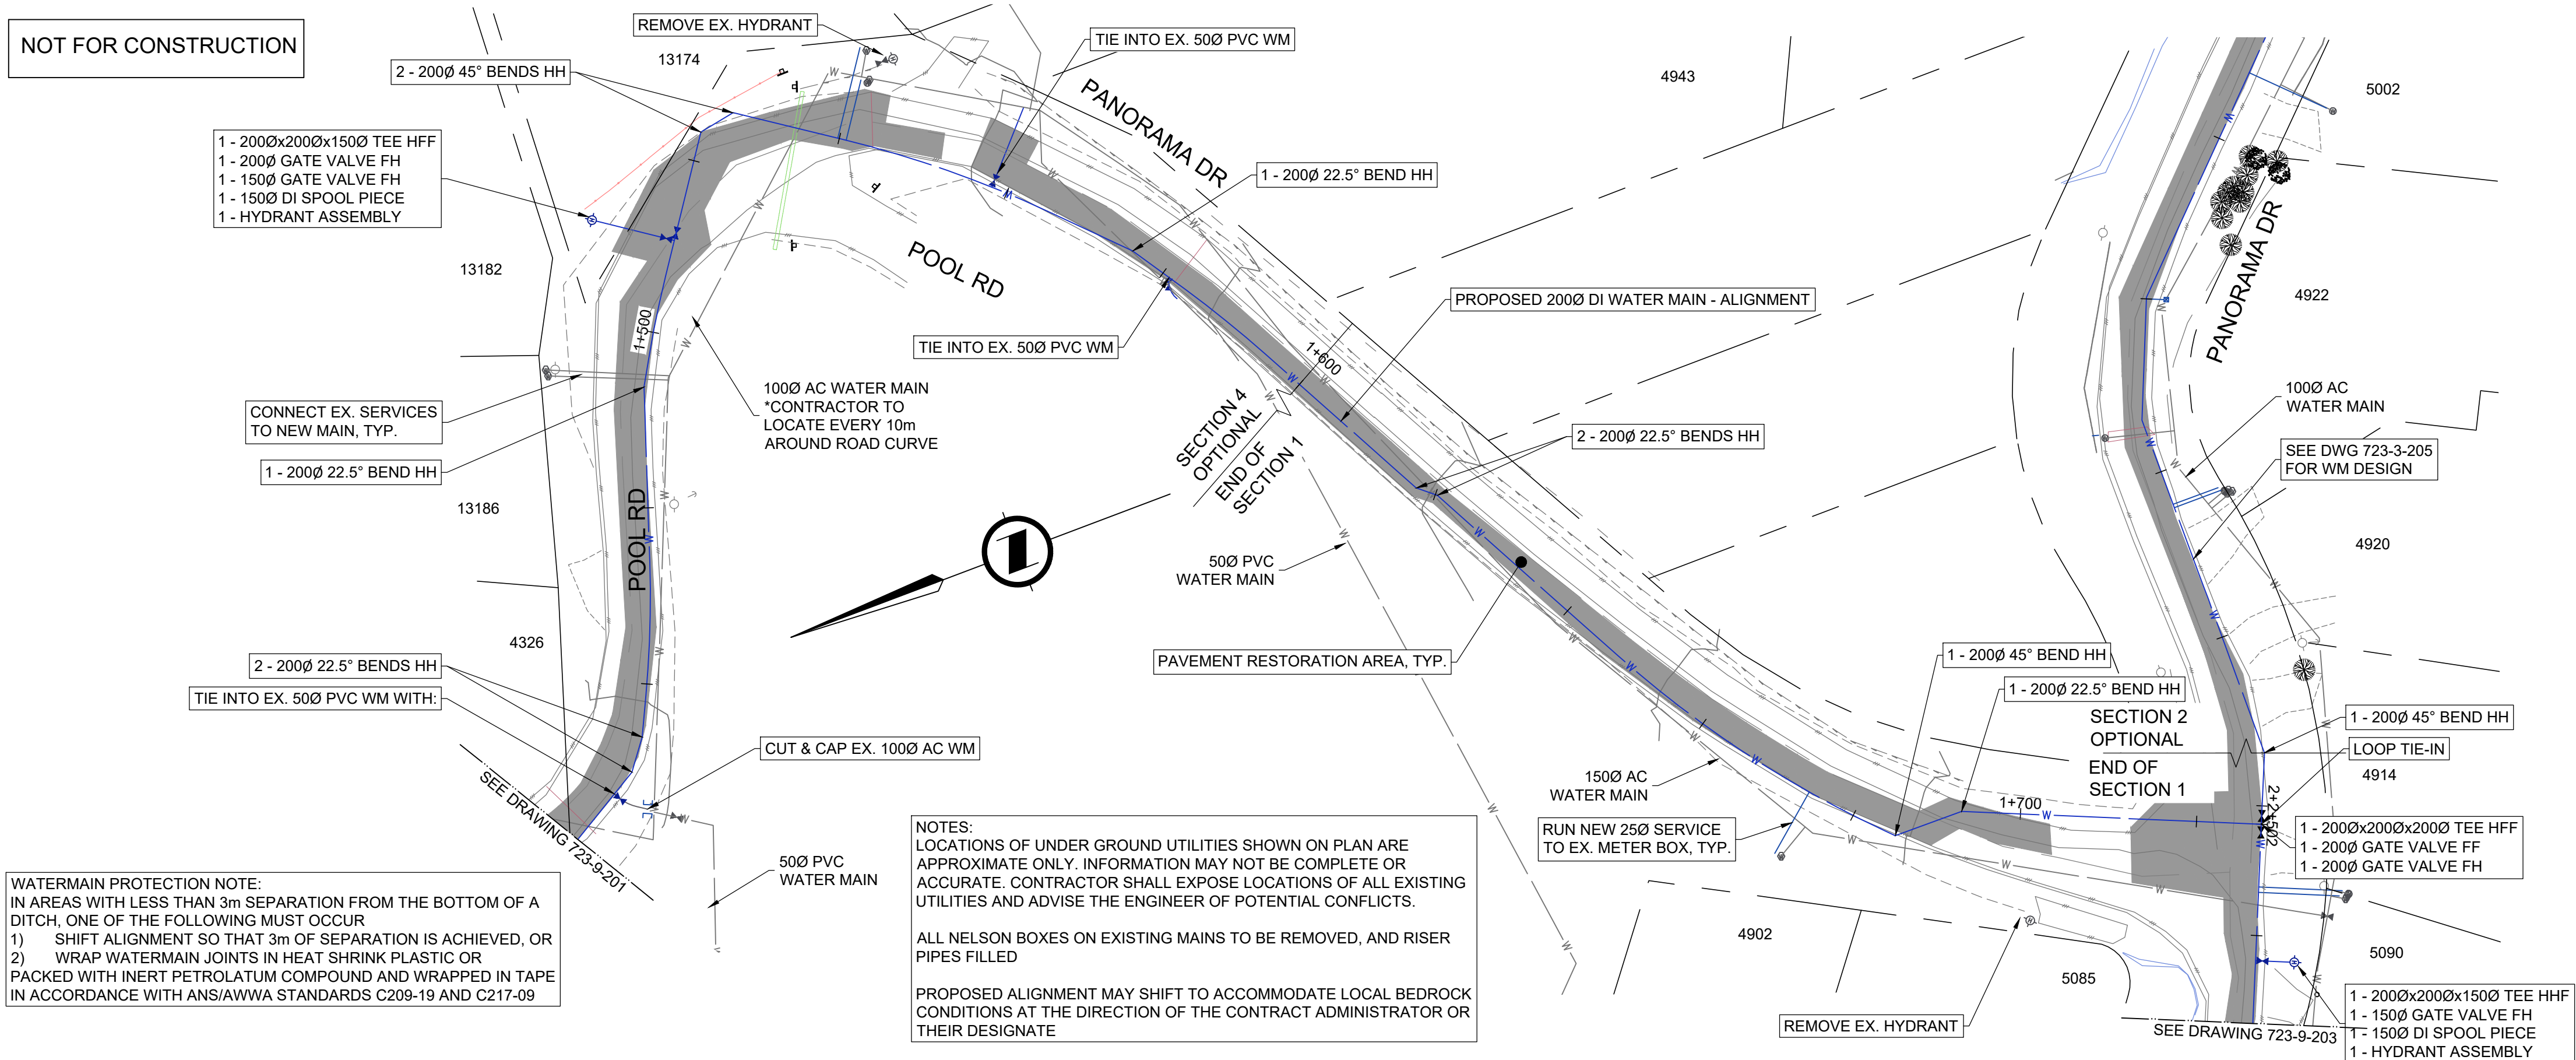 NOT FOR CONSTRUCTION
REMOVE EX. HYDRANT
TIE INTO EX. 50Ø PVC WM
2 - 200Ø 45° BENDS HH
13174
4943
5002
PANORAMA DR
1 - 200Øx200Øx150Ø TEE HFF
1 - 200Ø GATE VALVE FH
1 - 150Ø GATE VALVE FH
1 - 150Ø DI SPOOL PIECE
1 - HYDRANT ASSEMBLY
1 - 200Ø 22.5° BEND HH
POOL RD
13182
PANORAMA DR
4922
PROPOSED 200Ø DI WATER MAIN - ALIGNMENT
1+500
TIE INTO EX. 50Ø PVC WM
1+600
100Ø AC WATER MAIN
*CONTRACTOR TO
LOCATE EVERY 10m
AROUND ROAD CURVE
CONNECT EX. SERVICES
TO NEW MAIN, TYP.
1 - 200Ø 22.5° BEND HH
SECTION 4
OPTIONAL
END OF
SECTION 1
2 - 200Ø 22.5° BENDS HH
100Ø AC
WATER MAIN
SEE DWG 723-3-205
FOR WM DESIGN
13186
POOL RD
4920
50Ø PVC
WATER MAIN
4326
2 - 200Ø 22.5° BENDS HH
TIE INTO EX. 50Ø PVC WM WITH:
PAVEMENT RESTORATION AREA, TYP.
1 - 200Ø 45° BEND HH
1 - 200Ø 22.5° BEND HH
SECTION 2
OPTIONAL
END OF
SECTION 1
1 - 200Ø 45° BEND HH
LOOP TIE-IN
4914
CUT & CAP EX. 100Ø AC WM
SEE DRAWING 723-9-201
150Ø AC
WATER MAIN
1+700
RUN NEW 25Ø SERVICE
TO EX. METER BOX, TYP.
1 - 200Øx200Øx200Ø TEE HFF
1 - 200Ø GATE VALVE FF
1 - 200Ø GATE VALVE FH
50Ø PVC
WATER MAIN
WATERMAIN PROTECTION NOTE:
IN AREAS WITH LESS THAN 3m SEPARATION FROM THE BOTTOM OF A
DITCH, ONE OF THE FOLLOWING MUST OCCUR
1) SHIFT ALIGNMENT SO THAT 3m OF SEPARATION IS ACHIEVED, OR
2) WRAP WATERMAIN JOINTS IN HEAT SHRINK PLASTIC OR
PACKED WITH INERT PETROLATUM COMPOUND AND WRAPPED IN TAPE
IN ACCORDANCE WITH ANS/AWWA STANDARDS C209-19 AND C217-09
NOTES:
LOCATIONS OF UNDER GROUND UTILITIES SHOWN ON PLAN ARE
APPROXIMATE ONLY. INFORMATION MAY NOT BE COMPLETE OR
ACCURATE. CONTRACTOR SHALL EXPOSE LOCATIONS OF ALL EXISTING
UTILITIES AND ADVISE THE ENGINEER OF POTENTIAL CONFLICTS.
ALL NELSON BOXES ON EXISTING MAINS TO BE REMOVED, AND RISER
PIPES FILLED
PROPOSED ALIGNMENT MAY SHIFT TO ACCOMMODATE LOCAL BEDROCK
CONDITIONS AT THE DIRECTION OF THE CONTRACT ADMINISTRATOR OR
THEIR DESIGNATE
4902
5085
5090
REMOVE EX. HYDRANT
SEE DRAWING 723-9-203
1 - 200Øx200Øx150Ø TEE HHF
1 - 150Ø GATE VALVE FH
1 - 150Ø DI SPOOL PIECE
1 - HYDRANT ASSEMBLY